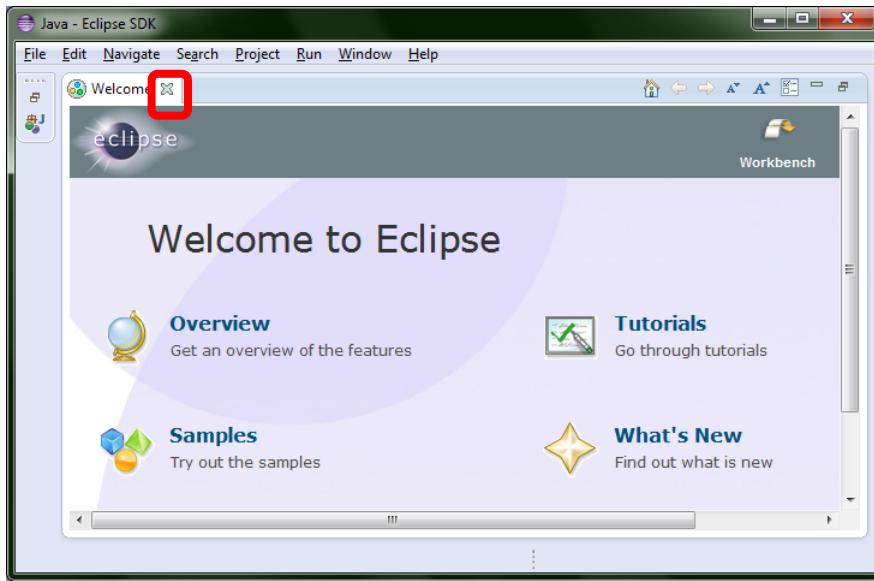 Java - Eclipse SDK
File Edit Navigate Search Project Run Window Help
Welcome
eclipse
Workbench
Welcome to Eclipse
Overview
Get an overview of the features
Tutorials
Go through tutorials
Samples
Try out the samples
What's New
Find out what is new